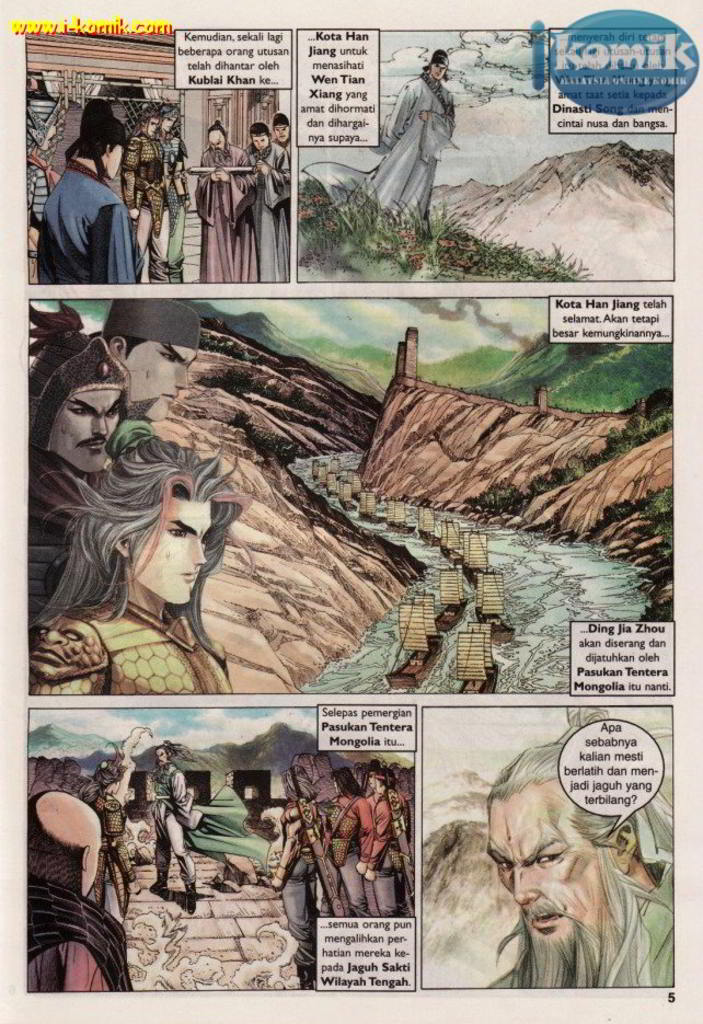 www.i-komik.com
Kemudian, sekali lagi
beberapa orang utusan
telah dihantar oleh
Kublai Khan ke...
...Kota Han
Jiang untuk
menasihati
Wen Tian
Xiang yang
amat dihormati
dan dihargai-
nya supaya...
menyerah diri
ikomik
MALAYSIA ONLINE KOMIK
amat taat setia kepada
Dinasti Song dan men-
cintai nusa dan bangsa.
Kota Han Jiang telah
selamat. Akan tetapi
besar kemungkinannya...
...Ding Jia Zhou
akan diserang dan
dijatuhkan oleh
Pasukan Tentera
Mongolia itu nanti.
Selepas pemergian
Pasukan Tentera
Mongolia itu...
...semua orang pun
mengalihkan per-
hatian mereka ke-
pada Jaguh Sakti
Wilayah Tengah.
Apa
sebabnya
kalian me-
berlatih dan men-
jadi jaguh yang
terbilang?
5